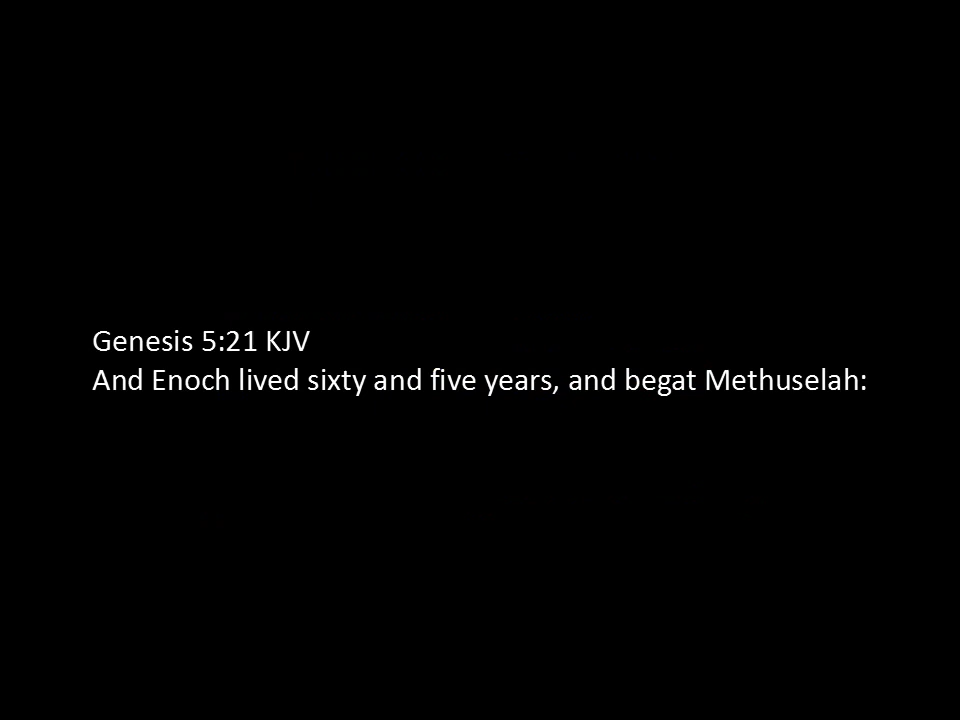 Genesis 5:21 KJV
And Enoch lived sixty and five years, and begat Methuselah: